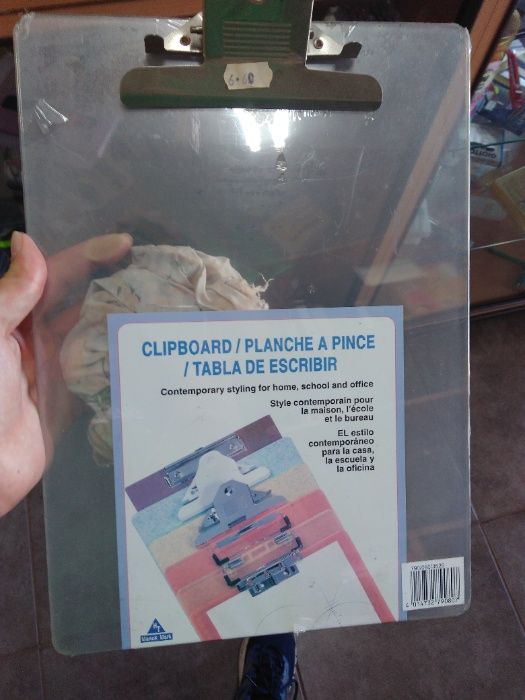 6.60
CLIPBOARD / PLANCHE A PINCE
/ TABLA DE ESCRIBIR
Contemporary styling for home, school and office
Style contemporain pour
la maison, l'école
et le bureau
EL estilo
contemporáneo
para la casa,
la escuela y
la oficina